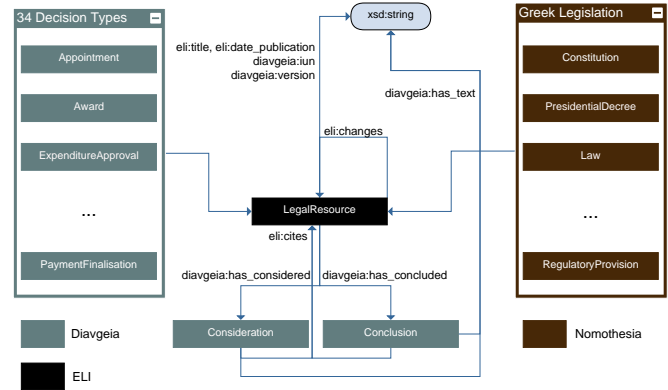 34 Decision Types
Appointment
Award
ExpenditureApproval
...
PaymentFinalisation
xsd:string
eli:title, eli:date_publication
diavgeia:iun
diavgeia:version
diavgeia:has_text
eli:changes
LegalResource
eli:cites
diavgeia:has_considered
diavgeia:has_concluded
Consideration
Conclusion
Greek Legislation
Constitution
PresidentialDecree
Law
...
RegulatoryProvision
Diavgeia
ELI
Nomothesia